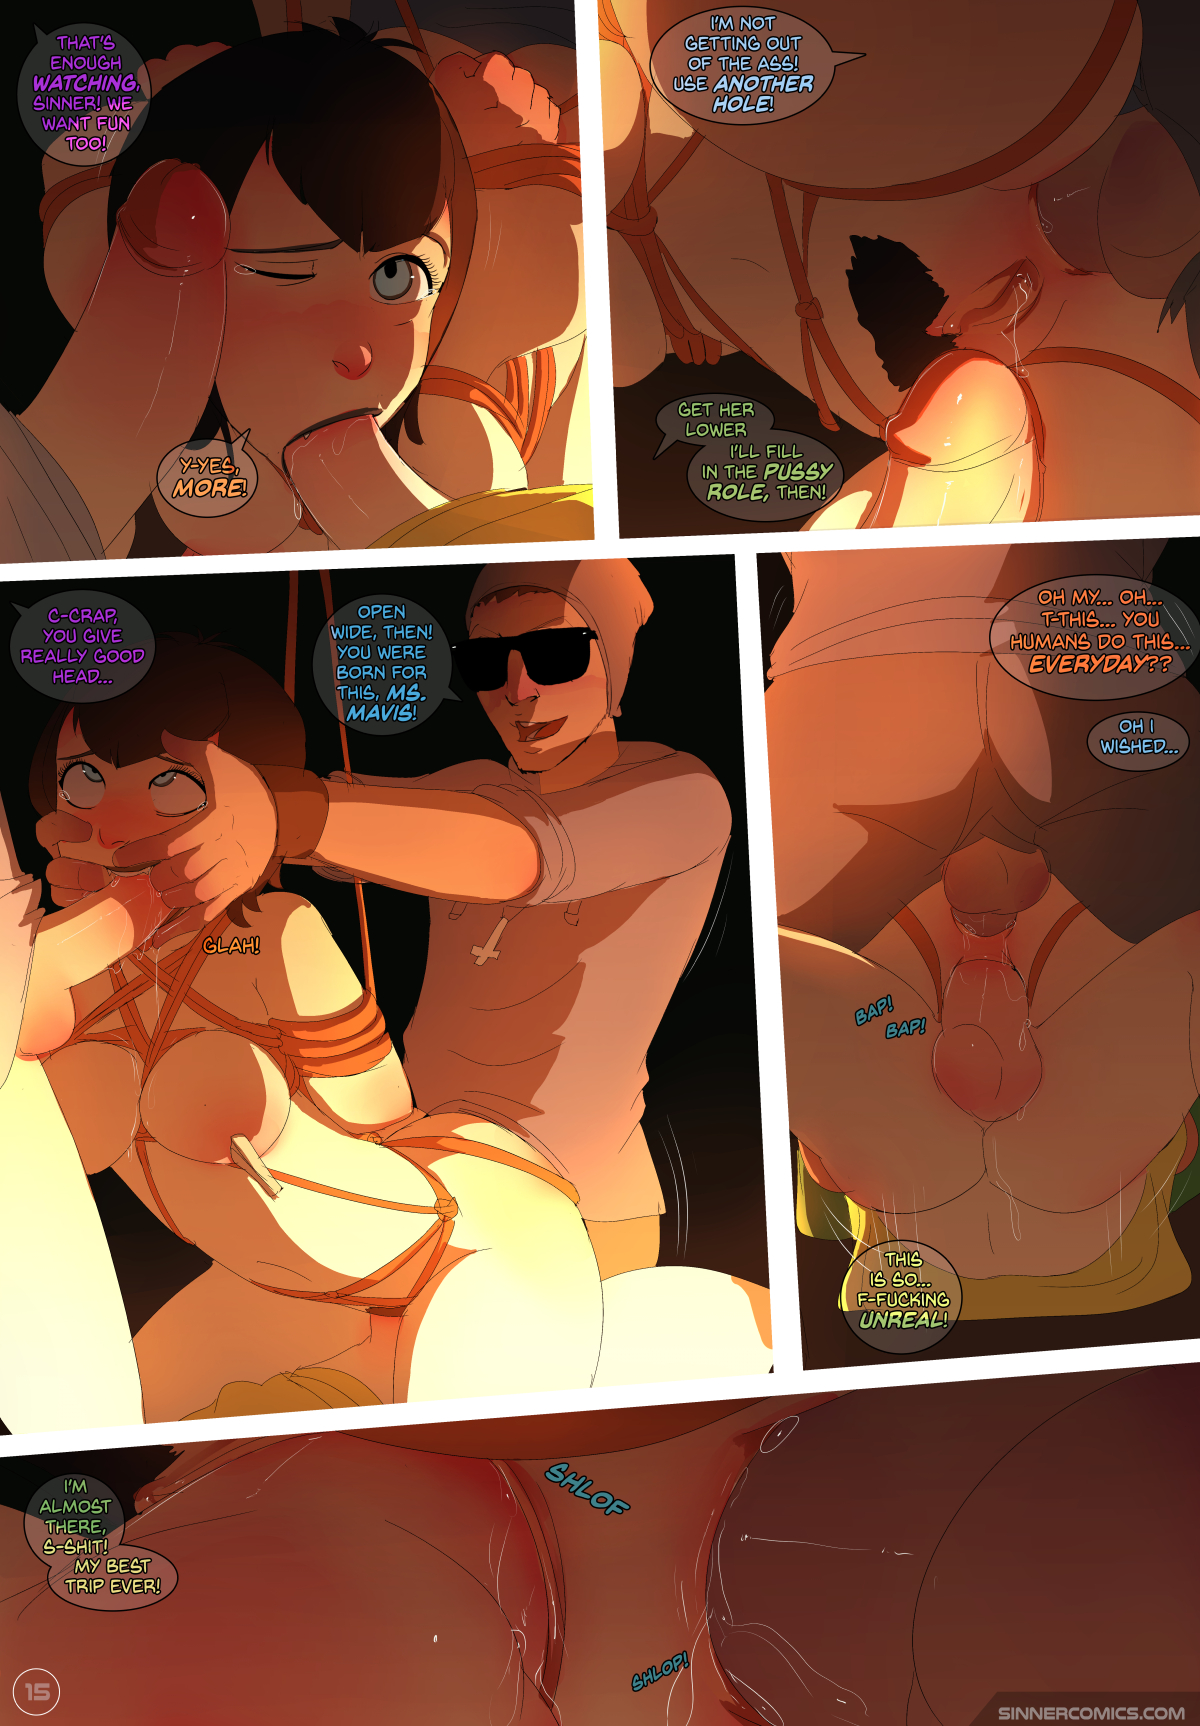 THAT'S
ENOUGH
WATCHING,
SINNER! WE
WANT FUN
TOO!
Y-YES,
MORE!
I'M NOT
GETTING OUT
OF THE ASS!
USE ANOTHER
HOLE!
GET HER
LOWER
I'LL FILL
IN THE PUSSY
ROLE, THEN!
C-CRAP,
YOU GIVE
REALLY GOOD
HEAD...
OPEN
WIDE, THEN!
YOU WERE
BORN FOR
THIS, MS.
MAVIS!
GLAH!
OH MY... OH...
T-THIS... YOU
HUMANS DO THIS...
EVERYDAY??
OH I
WISHED...
BAP!
BAP!
THIS
IS SO...
F-FUCKING
UNREAL!
I'M
ALMOST
THERE,
S-SHIT!
MY BEST
TRIP EVER!
SHLOF
SHLOP!
15
SINNERCOMICS.COM